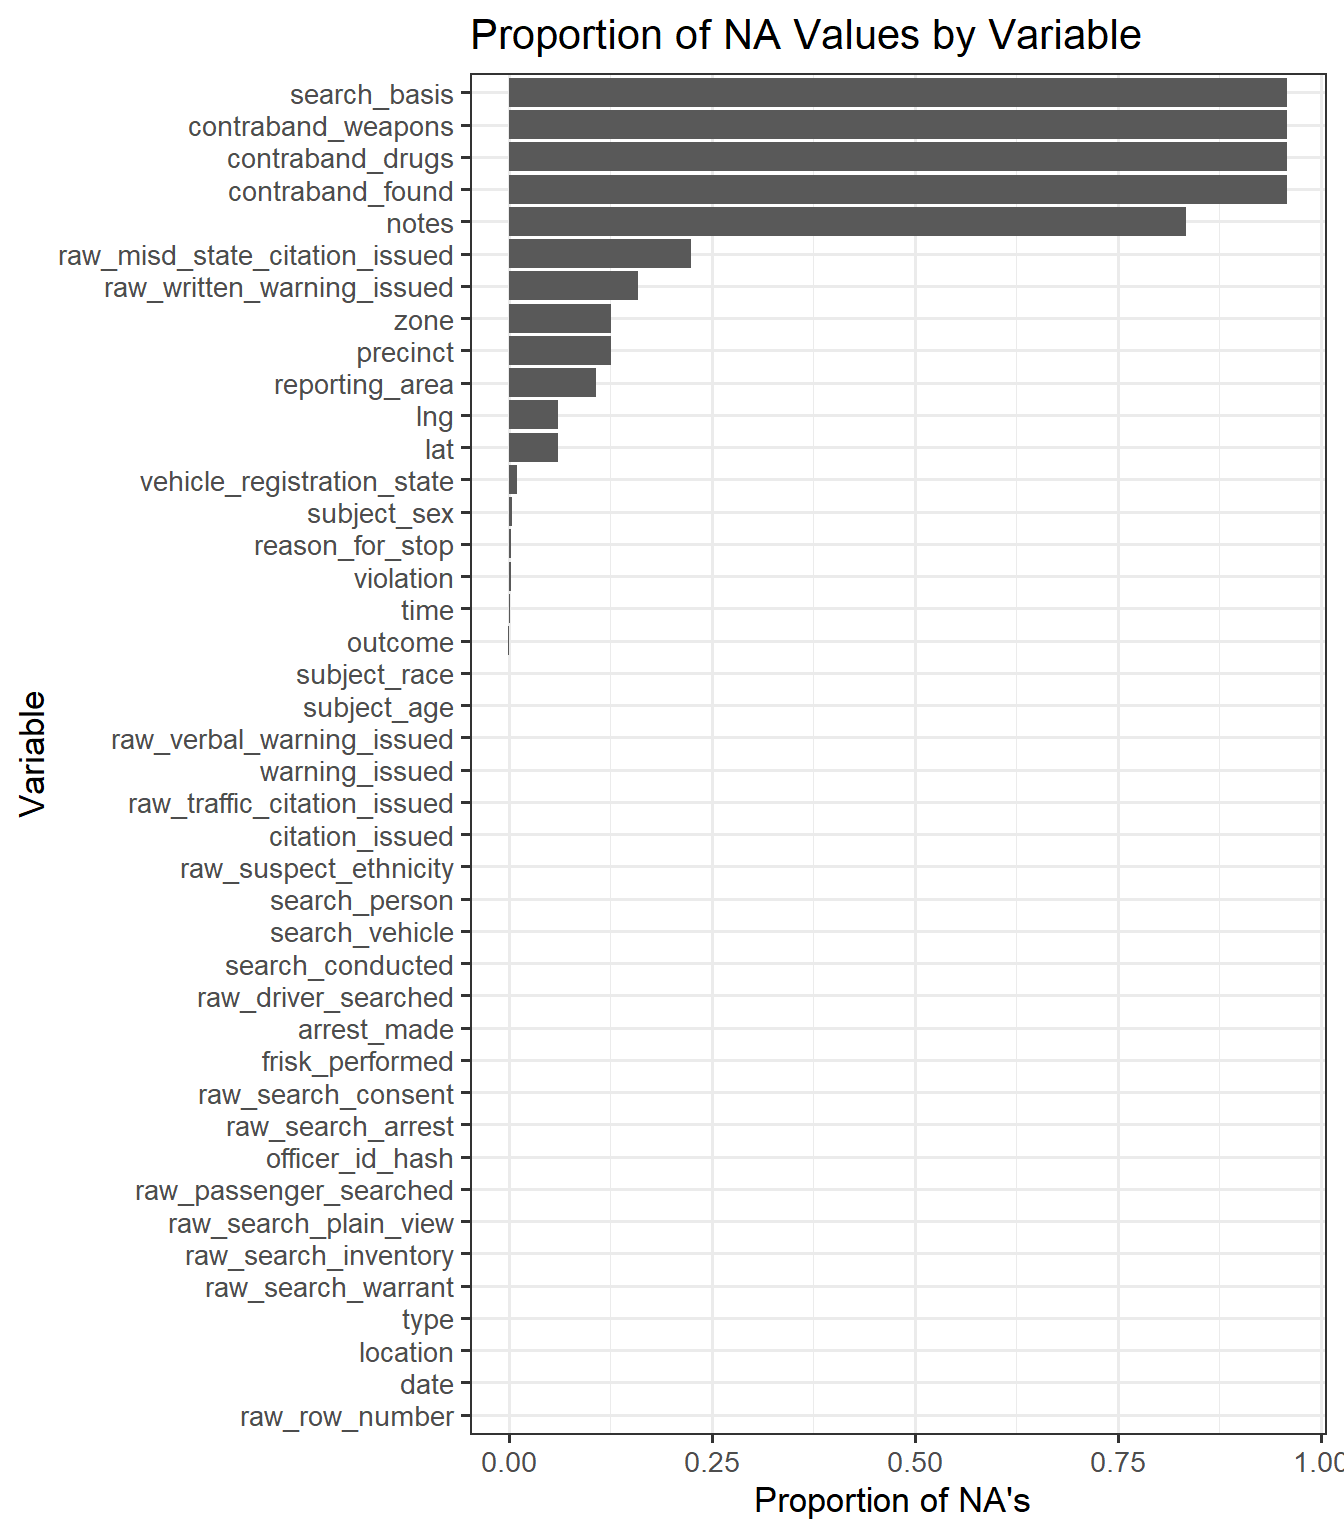 Proportion of NA Values by Variable
search_basis
contraband_weapons
contraband_drugs
contraband_found
notes
raw_misd_state_citation_issued
raw_written_warning_issued
zone
precinct
reporting_area
lng
lat
vehicle_registration_state
subject_sex
reason_for_stop
violation
time
outcome
subject_race
subject_age
raw_verbal_warning_issued
warning_issued
raw_traffic_citation_issued
citation_issued
raw_suspect_ethnicity
search_person
search_vehicle
search_conducted
raw_driver_searched
arrest_made
frisk_performed
raw_search_consent
raw_search_arrest
officer_id_hash
raw_passenger_searched
raw_search_plain_view
raw_search_inventory
raw_search_warrant
type
location
date
raw_row_number
Variable
0.00 0.25 0.50 0.75 1.00
Proportion of NA's